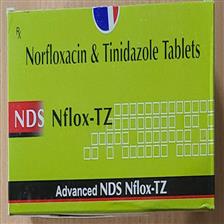 Rx
Norfloxacin & Tinidazole Tablets
NDS Nflox-TZ
Advanced NDS Nflox-TZ